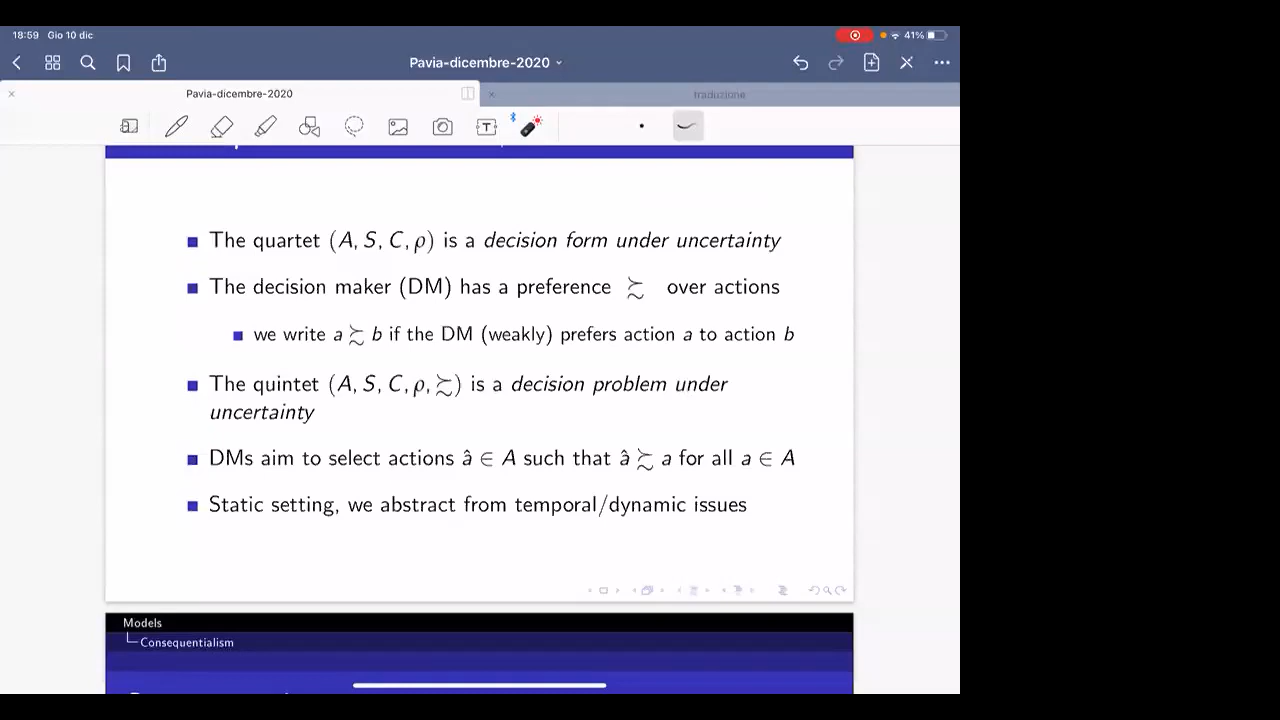 18:59 Gio 10 dic 41%
Pavia-dicembre-2020
Pavia-dicembre-2020 traduzione
The quartet (A, S, C, ρ) is a decision form under uncertainty
The decision maker (DM) has a preference ≿ over actions
we write a ≿ b if the DM (weakly) prefers action a to action b
The quintet (A, S, C, ρ, ≿) is a decision problem under
uncertainty
DMs aim to select actions â ∈ A such that â ≿ a for all a ∈ A
Static setting, we abstract from temporal/dynamic issues
Models
Consequentialism